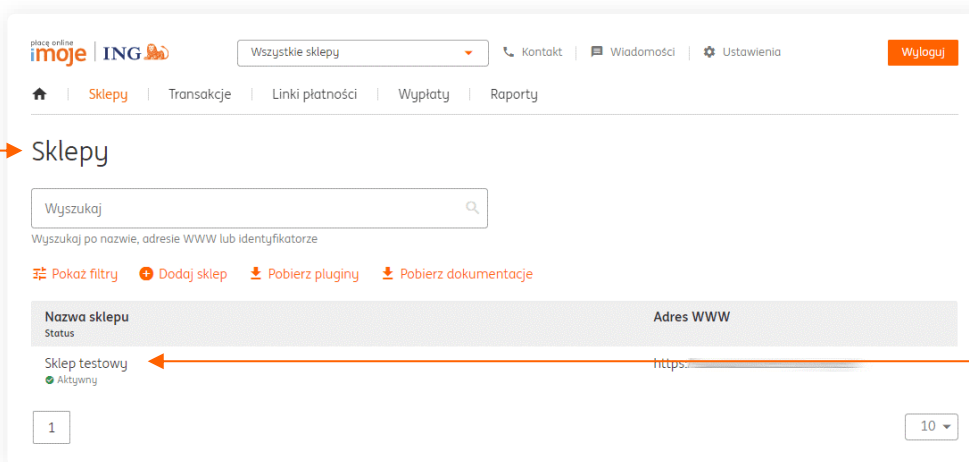 płacę online
imoje | ING
Wszystkie sklepy
Kontakt
Wiadomości
Ustawienia
Wyloguj
Sklepy
Transakcje
Linki płatności
Wypłaty
Raporty
Sklepy
Wyszukaj
Wyszukaj po nazwie, adresie WWW lub identyfikatorze
Pokaż filtry
Dodaj sklep
Pobierz pluginy
Pobierz dokumentacje
Nazwa sklepu
Adres WWW
Status
Sklep testowy
https:
Aktywny
1
10